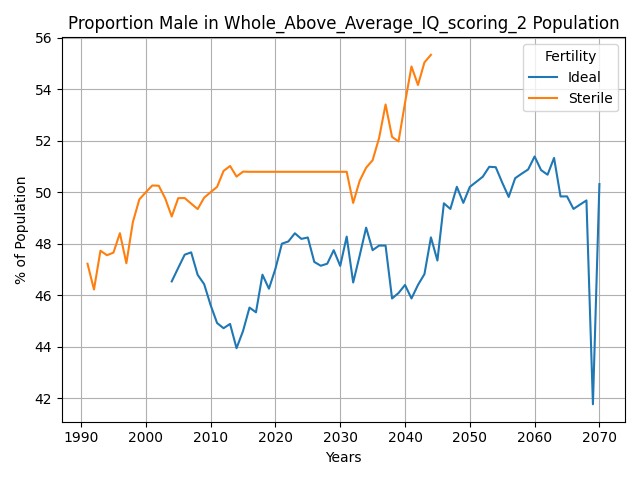 Proportion Male in Whole_Above_Average_IQ_scoring_2 Population
% of Population
56
54
52
50
48
46
44
42
Fertility
Ideal
Sterile
1990 2000 2010 2020 2030 2040 2050 2060 2070
Years